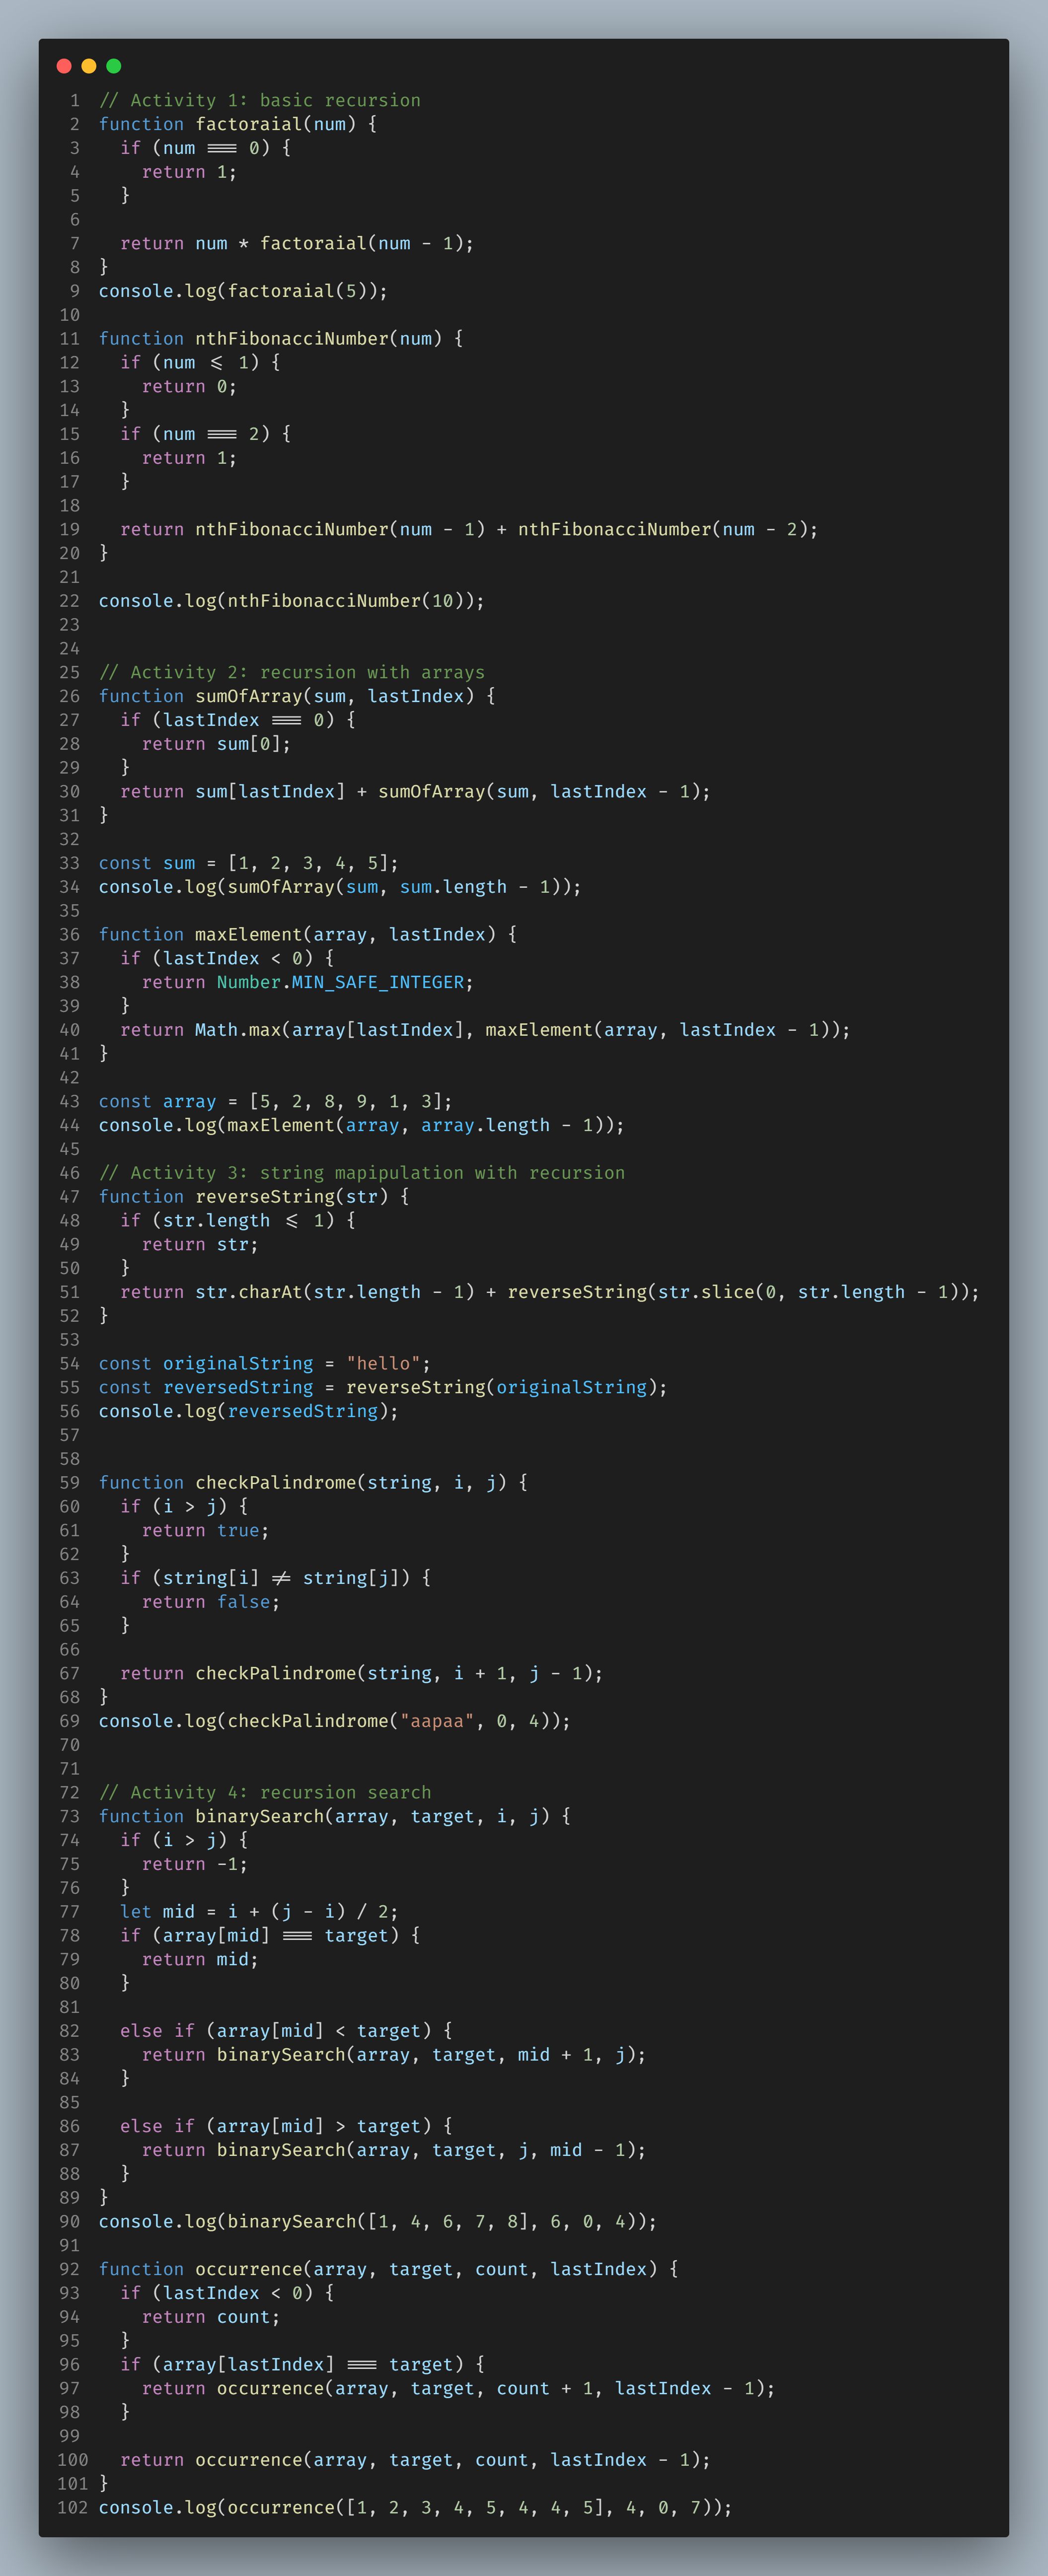 1 // Activity 1: basic recursion
2 function factoraial(num) {
3   if (num === 0) {
4     return 1;
5   }
6
7   return num * factoraial(num - 1);
8 }
9 console.log(factoraial(5));
10
11 function nthFibonacciNumber(num) {
12   if (num <= 1) {
13     return 0;
14   }
15   if (num === 2) {
16     return 1;
17   }
18
19   return nthFibonacciNumber(num - 1) + nthFibonacciNumber(num - 2);
20 }
21
22 console.log(nthFibonacciNumber(10));
23
24
25 // Activity 2: recursion with arrays
26 function sumOfArray(sum, lastIndex) {
27   if (lastIndex === 0) {
28     return sum[0];
29   }
30   return sum[lastIndex] + sumOfArray(sum, lastIndex - 1);
31 }
32
33 const sum = [1, 2, 3, 4, 5];
34 console.log(sumOfArray(sum, sum.length - 1));
35
36 function maxElement(array, lastIndex) {
37   if (lastIndex < 0) {
38     return Number.MIN_SAFE_INTEGER;
39   }
40   return Math.max(array[lastIndex], maxElement(array, lastIndex - 1));
41 }
42
43 const array = [5, 2, 8, 9, 1, 3];
44 console.log(maxElement(array, array.length - 1));
45
46 // Activity 3: string mapipulation with recursion
47 function reverseString(str) {
48   if (str.length <= 1) {
49     return str;
50   }
51   return str.charAt(str.length - 1) + reverseString(str.slice(0, str.length - 1));
52 }
53
54 const originalString = "hello";
55 const reversedString = reverseString(originalString);
56 console.log(reversedString);
57
58
59 function checkPalindrome(string, i, j) {
60   if (i > j) {
61     return true;
62   }
63   if (string[i] != string[j]) {
64     return false;
65   }
66
67   return checkPalindrome(string, i + 1, j - 1);
68 }
69 console.log(checkPalindrome("aapaa", 0, 4));
70
71
72 // Activity 4: recursion search
73 function binarySearch(array, target, i, j) {
74   if (i > j) {
75     return -1;
76   }
77   let mid = i + (j - i) / 2;
78   if (array[mid] === target) {
79     return mid;
80   }
81
82   else if (array[mid] < target) {
83     return binarySearch(array, target, mid + 1, j);
84   }
85
86   else if (array[mid] > target) {
87     return binarySearch(array, target, j, mid - 1);
88   }
89 }
90 console.log(binarySearch([1, 4, 6, 7, 8], 6, 0, 4));
91
92 function occurrence(array, target, count, lastIndex) {
93   if (lastIndex < 0) {
94     return count;
95   }
96   if (array[lastIndex] === target) {
97     return occurrence(array, target, count + 1, lastIndex - 1);
98   }
99
100   return occurrence(array, target, count, lastIndex - 1);
101 }
102 console.log(occurrence([1, 2, 3, 4, 5, 4, 4, 5], 4, 0, 7));